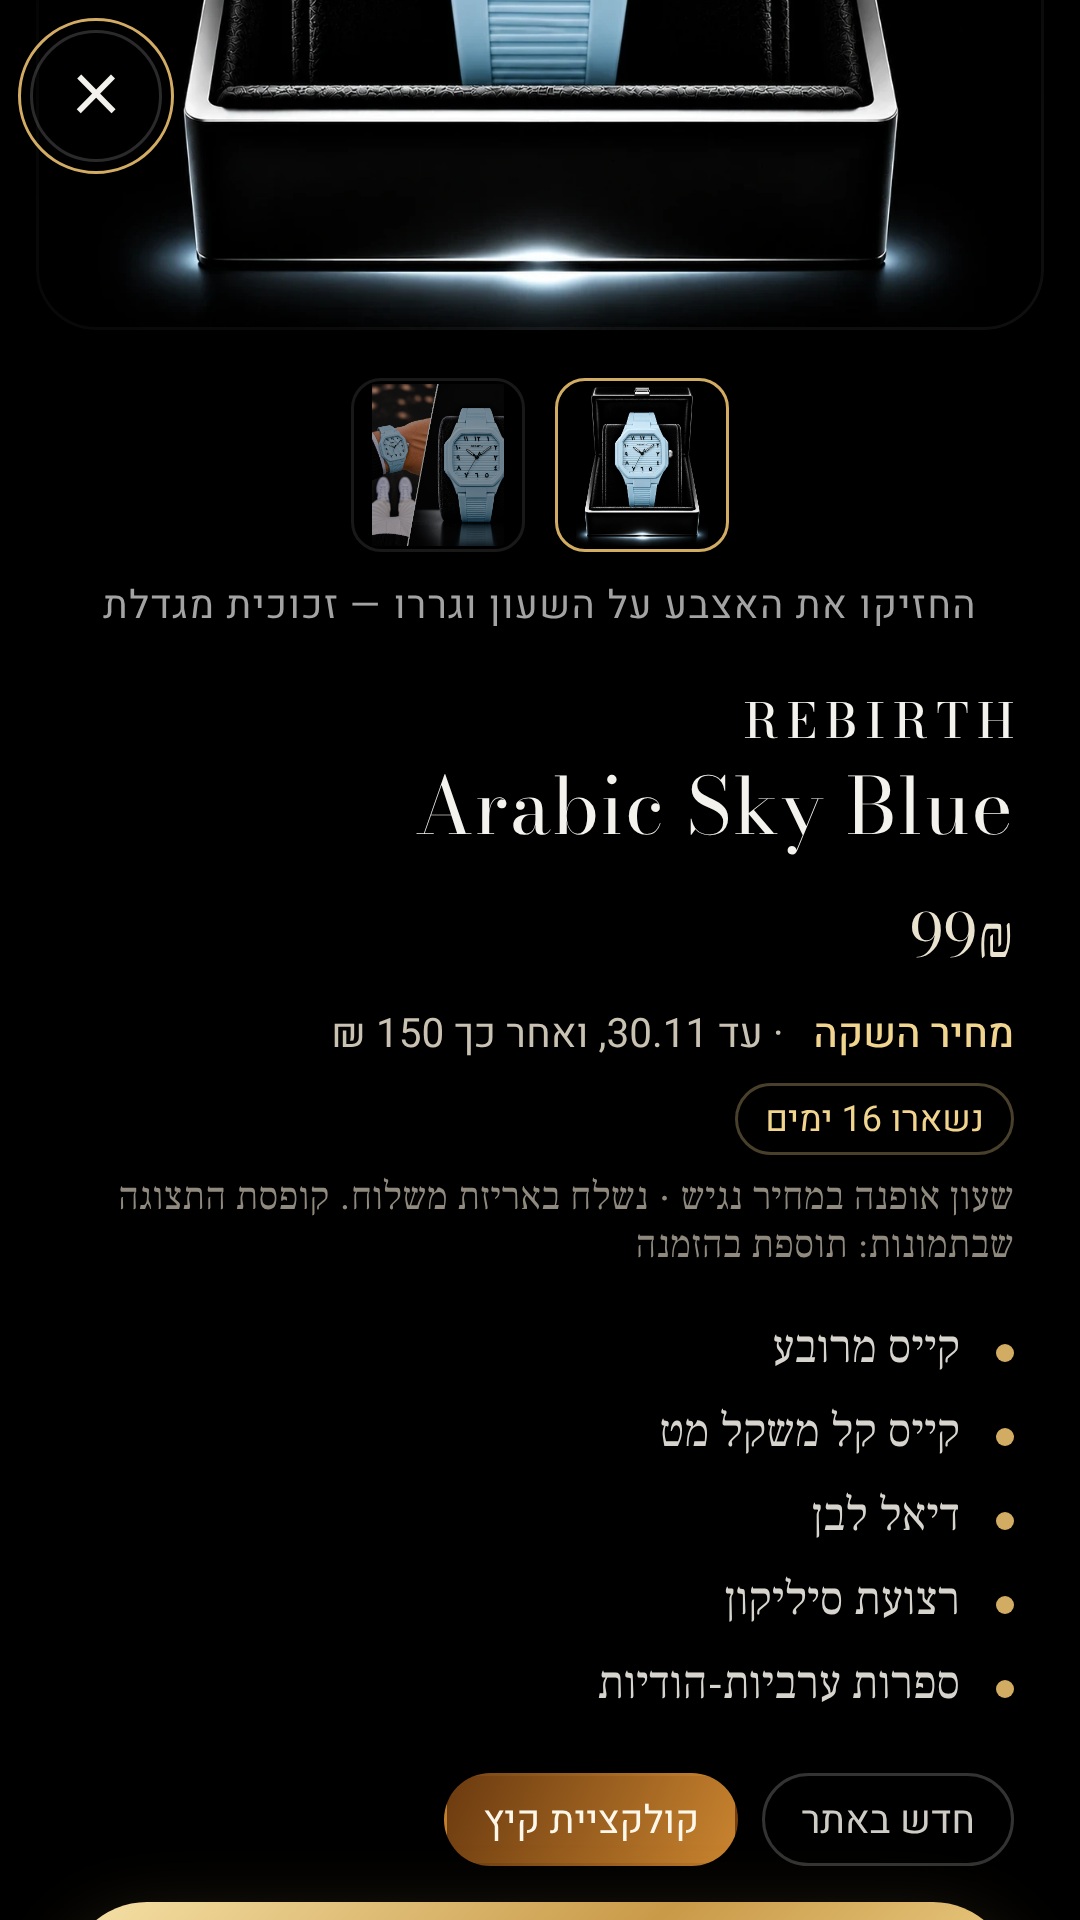 החזיקו את האצבע על השעון וגררו — זכוכית מגדלת
REBIRTH
Arabic Sky Blue
99₪
מחיר השקה · עד 30.11, ואחר כך 150 ₪
נשארו 16 ימים
שעון אופנה במחיר נגיש · נשלח באריזת משלוח. קופסת התצוגה
שבתמונות: תוספת בהזמנה
קייס מרובע
קייס קל משקל מט
דיאל לבן
רצועת סיליקון
ספרות ערביות-הודיות
חדש באתר
קולקציית קיץ